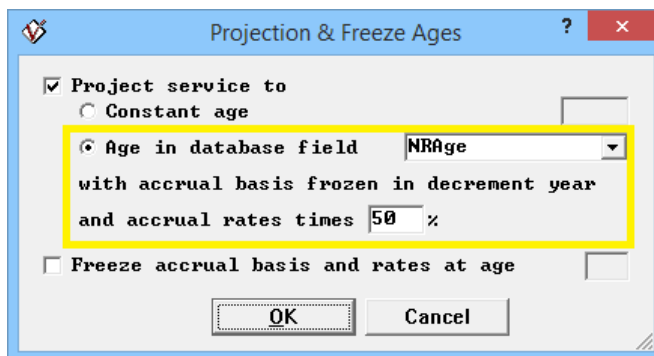 Projection & Freeze Ages ? ×
Project service to
Constant age
Age in database field NRAge
with accrual basis frozen in decrement year
and accrual rates times 50 %
Freeze accrual basis and rates at age
OK Cancel